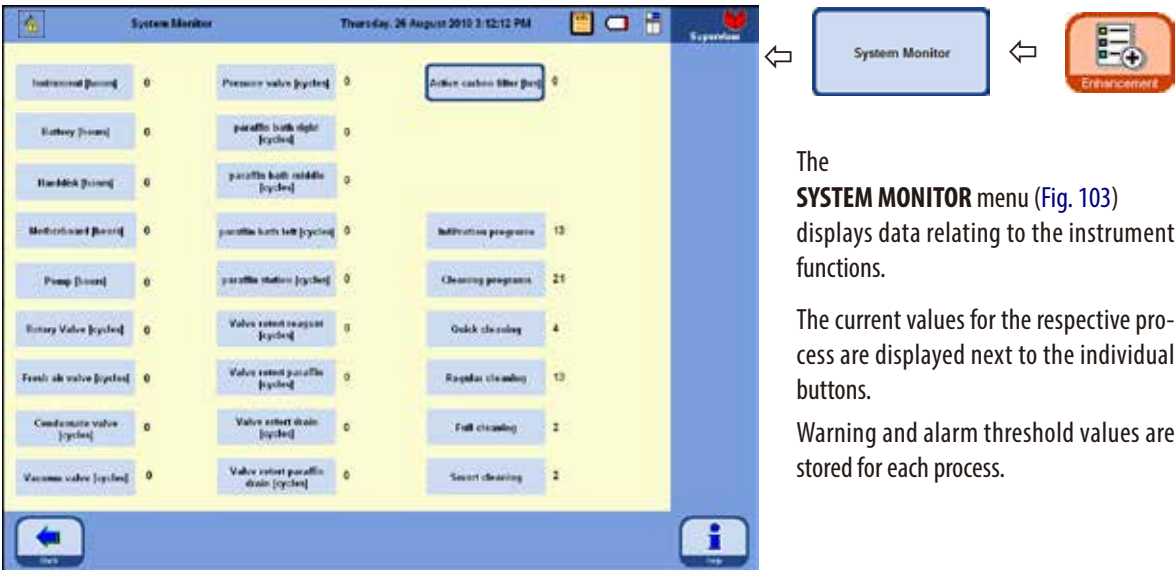 System Monitor
Thursday, 26 August 2010 3:12:12 PM
Supervisor
Instrument [hours] 0
Battery [hours] 0
Harddisk [hours] 0
Motherboard [hours] 0
Pump [hours] 0
Rotary Valve [cycles] 0
Fresh air valve [cycles] 0
Condensate valve
[cycles] 0
Vacuum valve [cycles] 0
Pressure valve [cycles] 0
paraffin bath right
[cycles] 0
paraffin bath middle
[cycles] 0
paraffin bath left [cycles] 0
paraffin station [cycles] 0
Valve retort reagent
[cycles] 0
Valve retort paraffin
[cycles] 0
Valve retort drain
[cycles] 0
Valve retort paraffin
drain [cycles] 0
Active carbon filter [hrs] 0
Infiltration programs 13
Cleaning programs 21
Quick cleaning 4
Regular cleaning 13
Full cleaning 2
Smart cleaning 2
Back
Help
System Monitor
Enhancement
The
SYSTEM MONITOR menu (Fig. 103)
displays data relating to the instrument
functions.
The current values for the respective pro-
cess are displayed next to the individual
buttons.
Warning and alarm threshold values are
stored for each process.